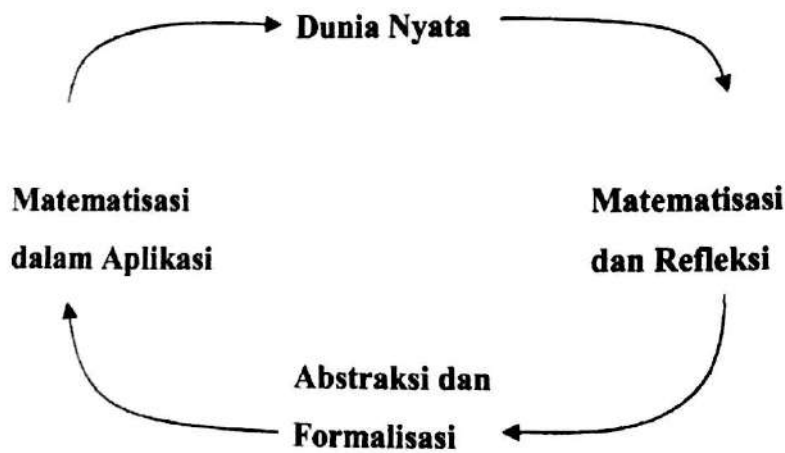 Dunia Nyata
Matematisasi
dalam Aplikasi
Matematisasi
dan Refleksi
Abstraksi dan
Formalisasi